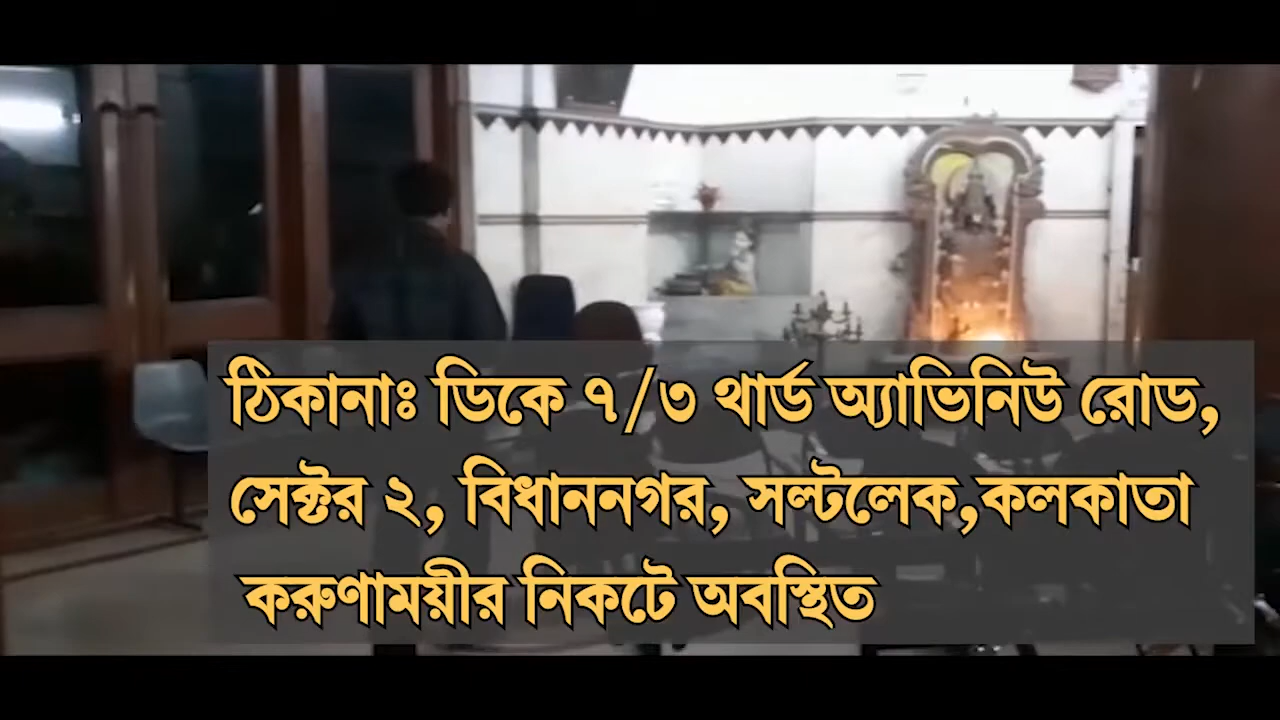 ঠিকানাঃ ডিকে ৭/৩ থার্ড অ্যাভিনিউ রোড,
সেক্টর ২, বিধাননগর, সল্টলেক,কলকাতা
করুণাময়ীর নিকটে অবস্থিত